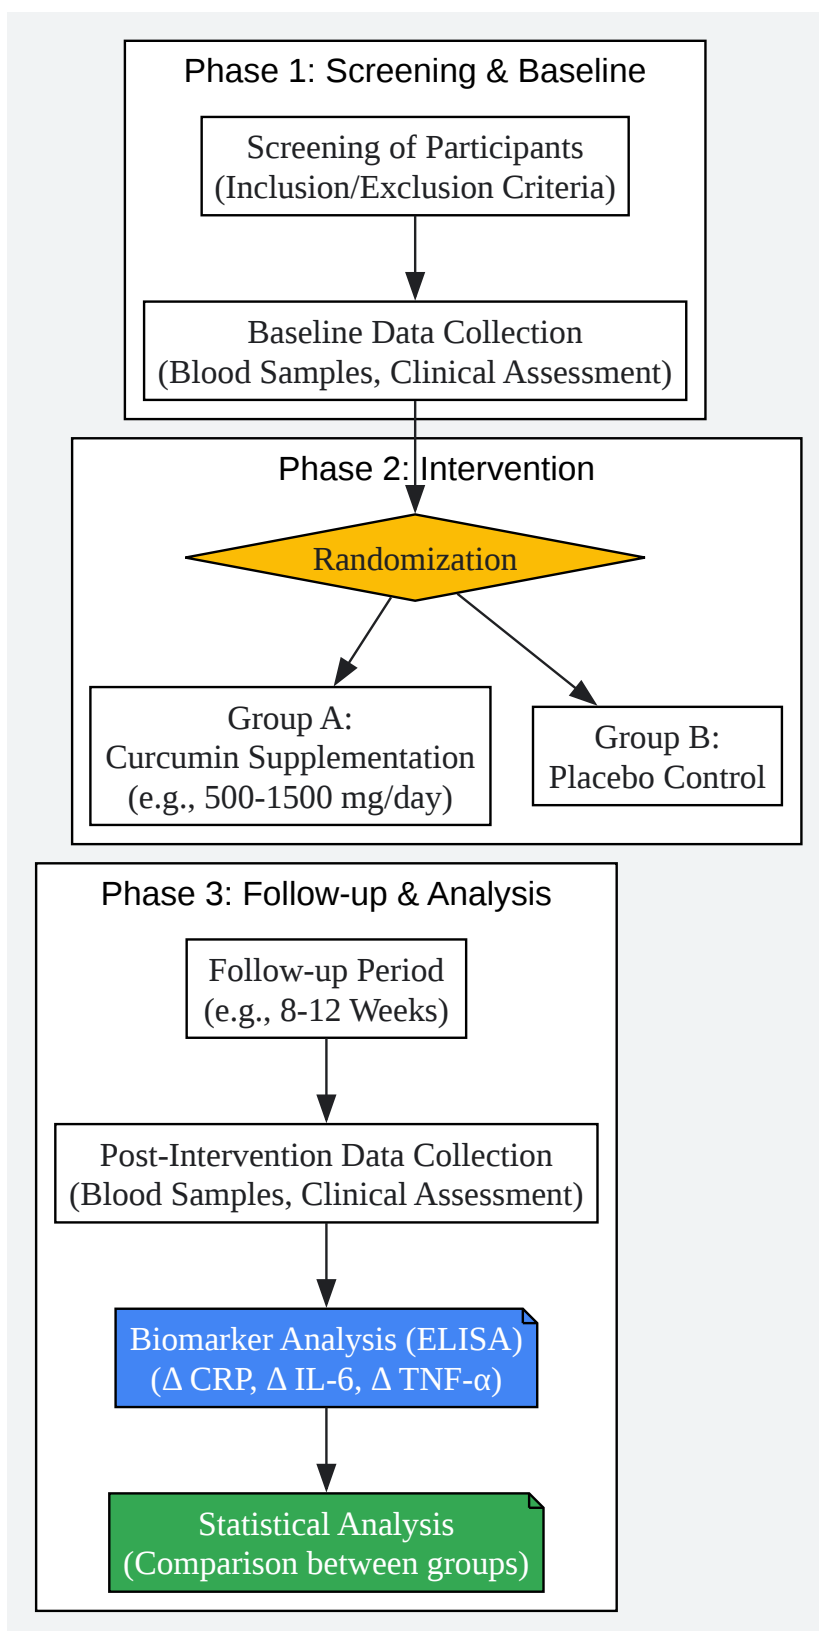 Phase 1: Screening & Baseline
Screening of Participants
(Inclusion/Exclusion Criteria)
Baseline Data Collection
(Blood Samples, Clinical Assessment)
Phase 2: Intervention
Randomization
Group A:
Curcumin Supplementation
(e.g., 500-1500 mg/day)
Group B:
Placebo Control
Phase 3: Follow-up & Analysis
Follow-up Period
(e.g., 8-12 Weeks)
Post-Intervention Data Collection
(Blood Samples, Clinical Assessment)
Biomarker Analysis (ELISA)
(Δ CRP, Δ IL-6, Δ TNF-α)
Statistical Analysis
(Comparison between groups)